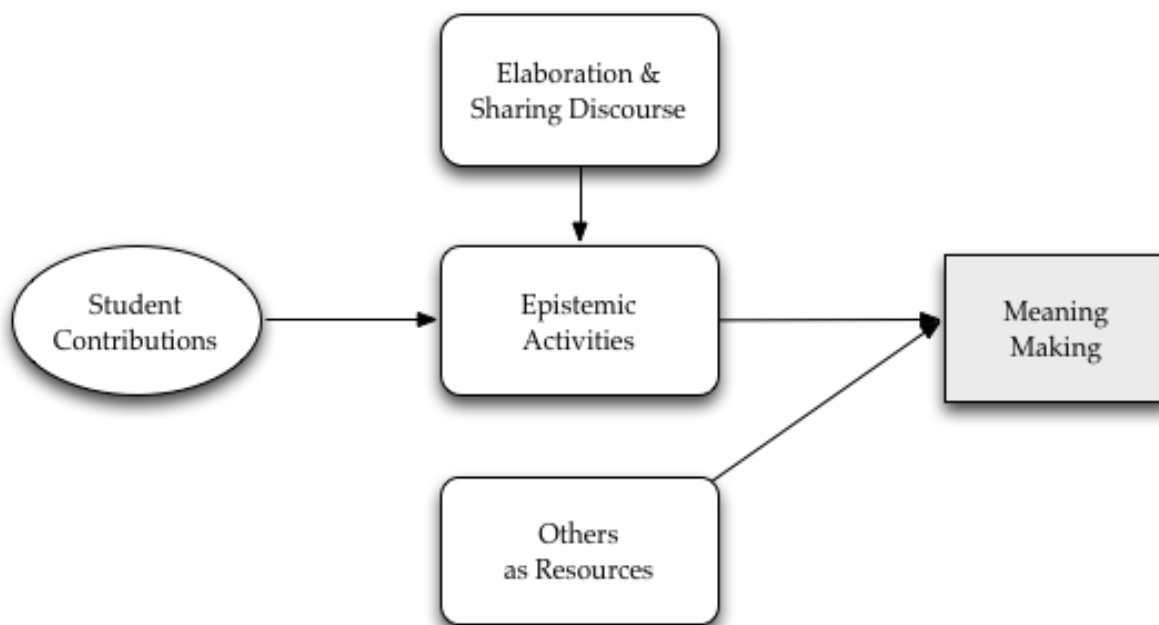 Elaboration &
Sharing Discourse
Student
Contributions
Epistemic
Activities
Meaning
Making
Others
as Resources